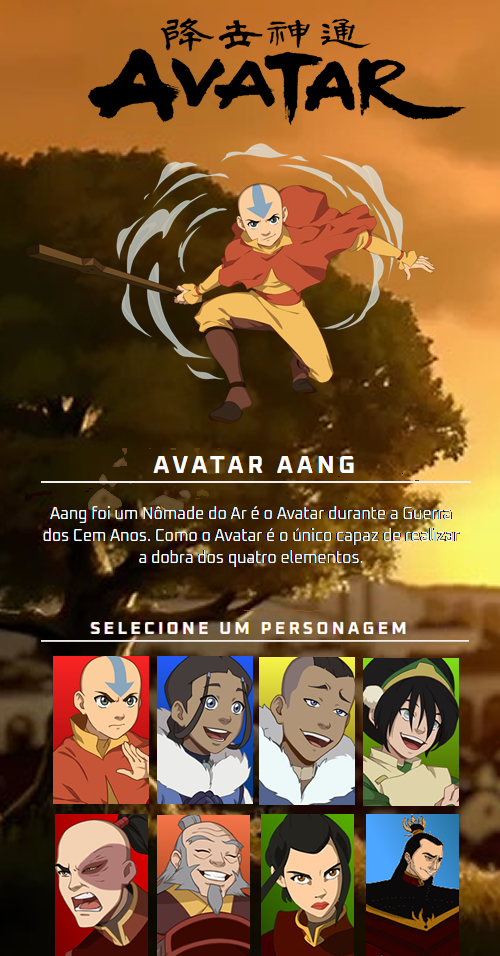 降去神通
AVATAR
AVATAR AANG
Aang foi um Nômade do Ar é o Avatar durante a Guerra
dos Cem Anos. Como o Avatar é o único capaz de realizar
a dobra dos quatro elementos.
SELECIONE UM PERSONAGEM